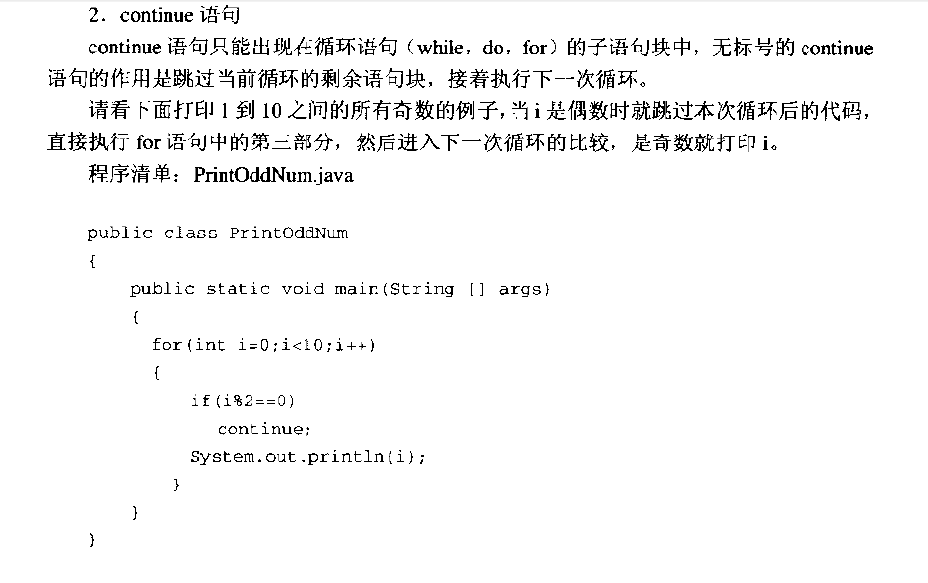 2．continue 语句
continue 语句只能出现在循环语句（while，do，for）的子语句块中，无标号的 continue
语句的作用是跳过当前循环的剩余语句块，接着执行下一次循环。
请看下面打印 1 到 10 之间的所有奇数的例子，当 i 是偶数时就跳过本次循环后的代码，
直接执行 for 语句中的第三部分，然后进入下一次循环的比较，是奇数就打印 i。
程序清单：PrintOddNum.java
public class PrintOddNum
{
public static void main(String [] args)
{
for(int i=0;i<10;i++)
{
if(i%2==0)
continue;
System.out.println(i);
}
}
}